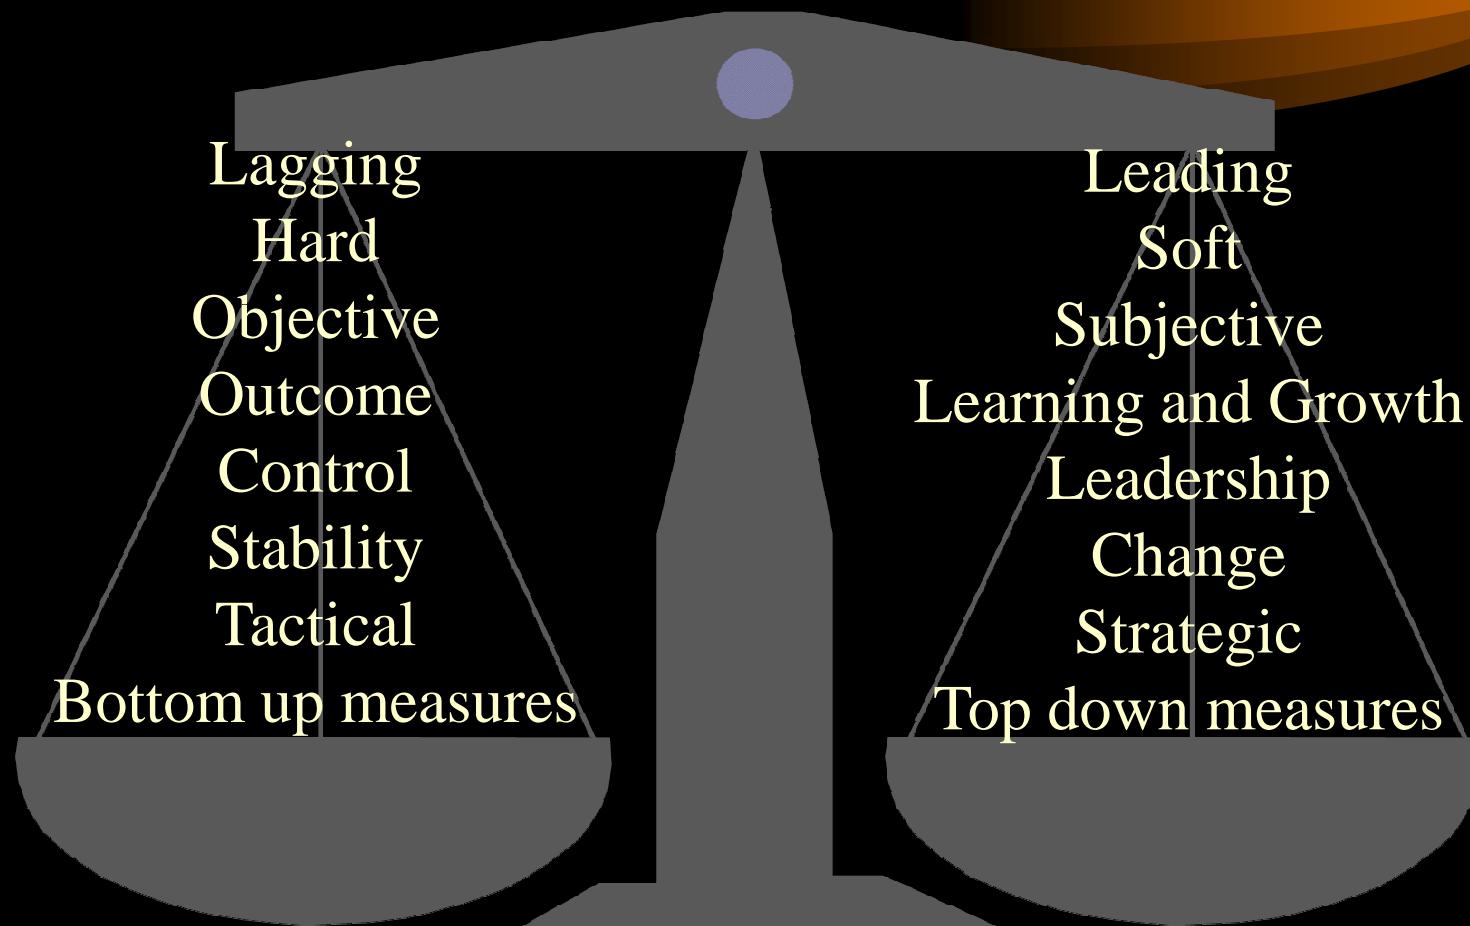 Lagging
Hard
Objective
Outcome
Control
Stability
Tactical
Bottom up measures
Leading
Soft
Subjective
Learning and Growth
Leadership
Change
Strategic
Top down measures